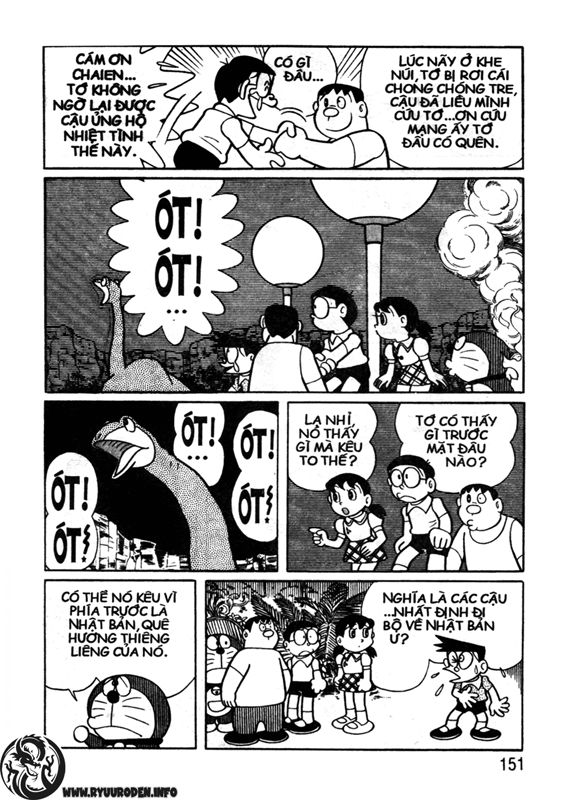 CÁM ƠN
CHAIEN...
TỚ KHÔNG
NGỜ LẠI ĐƯỢC
CẬU ỦNG HỘ
NHIỆT TÌNH
THẾ NÀY.
CÓ GÌ
ĐÂU...
LÚC NÃY Ở KHE
NÚI, TỚ BỊ RƠI CÁI
CHONG CHÓNG TRE,
CẬU ĐÃ LIỀU MÌNH
CỨU TỚ...ƠN CỨU
MẠNG ẤY TỚ
ĐÂU CÓ QUÊN.
ÓT!
ÓT!
...
ÓT!
ÓT!
ÓT!
...
ÓT!
ÓT!
LẠ NHỈ,
NÓ THẤY
GÌ MÀ KÊU
TO THẾ?
TỚ CÓ THẤY
GÌ TRƯỚC
MẶT ĐÂU
NÀO?
CÓ THỂ NÓ KÊU VÌ
PHÍA TRƯỚC LÀ
NHẬT BẢN, QUÊ
HƯƠNG THIÊNG
LIÊNG CỦA NÓ.
NGHĨA LÀ CÁC CẬU
...NHẤT ĐỊNH ĐI
BỘ VỀ NHẬT BẢN
Ư?
151
WWW.RYUURODEN.INFO